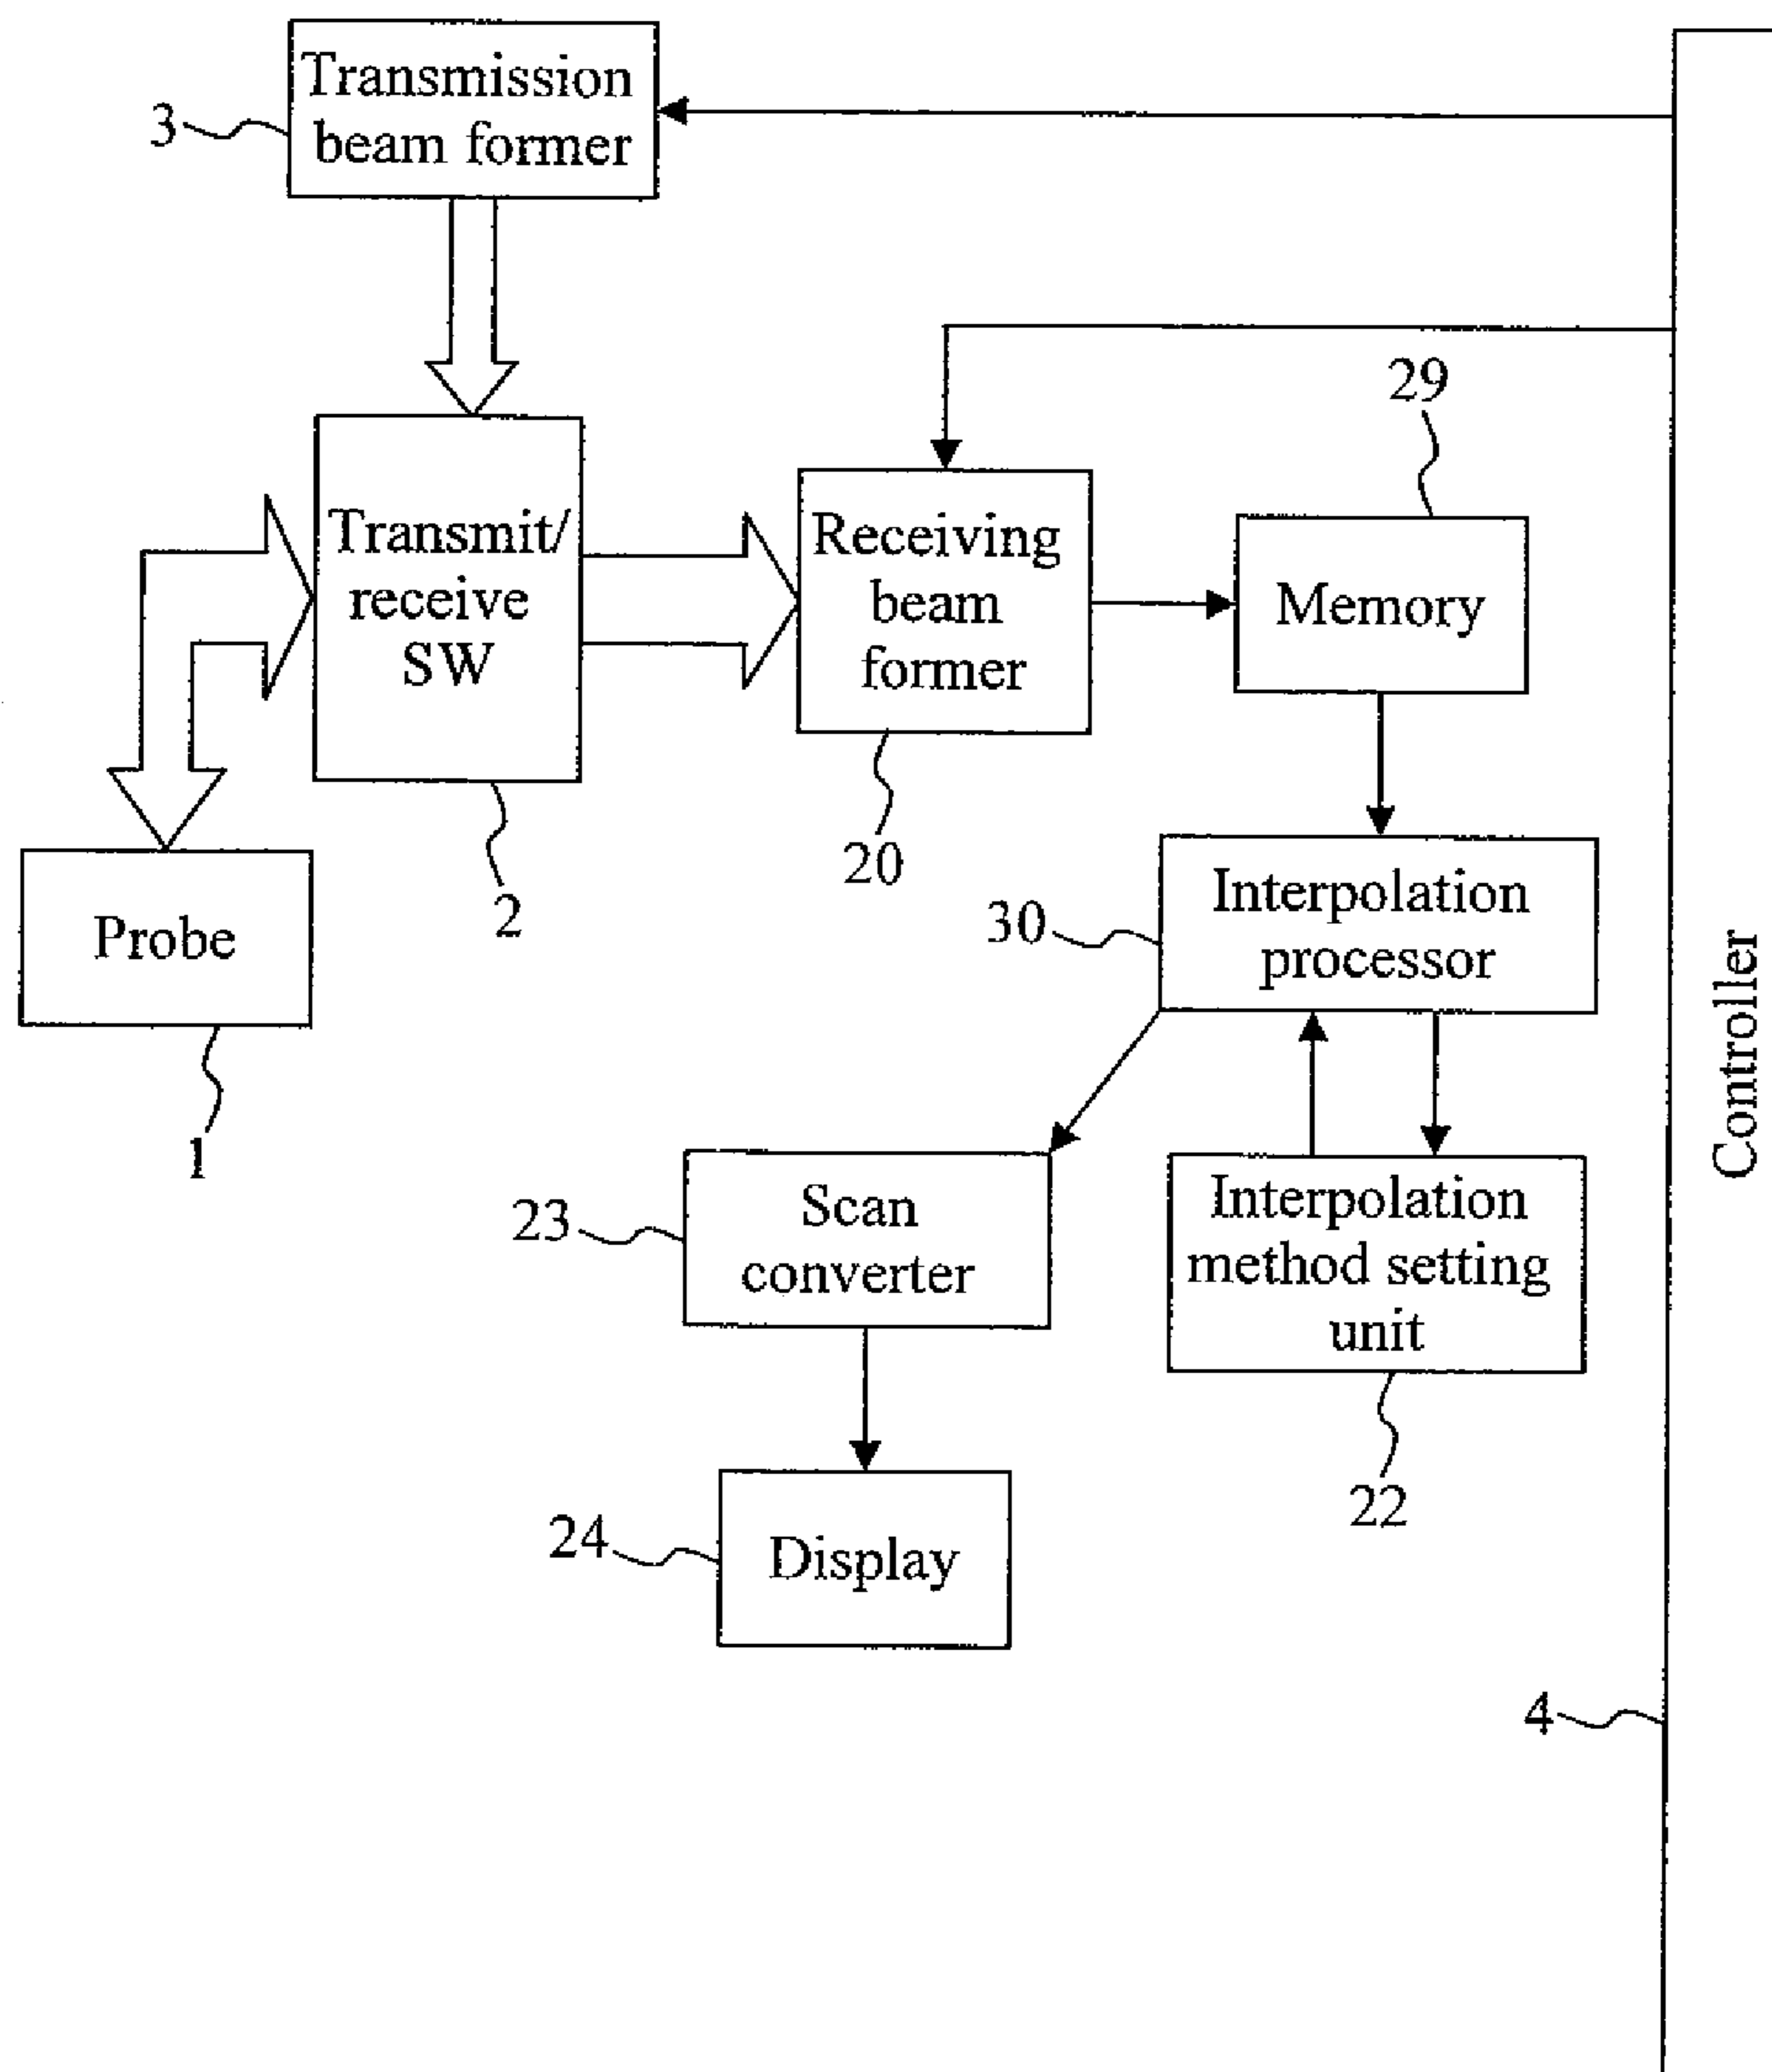 Transmission
beam former
3
29
Transmit/
receive
SW
Receiving
beam
former
Memory
2
20
Probe
1
30
Interpolation
processor
Controller
23
Scan
converter
Interpolation
method setting
unit
22
24
Display
4